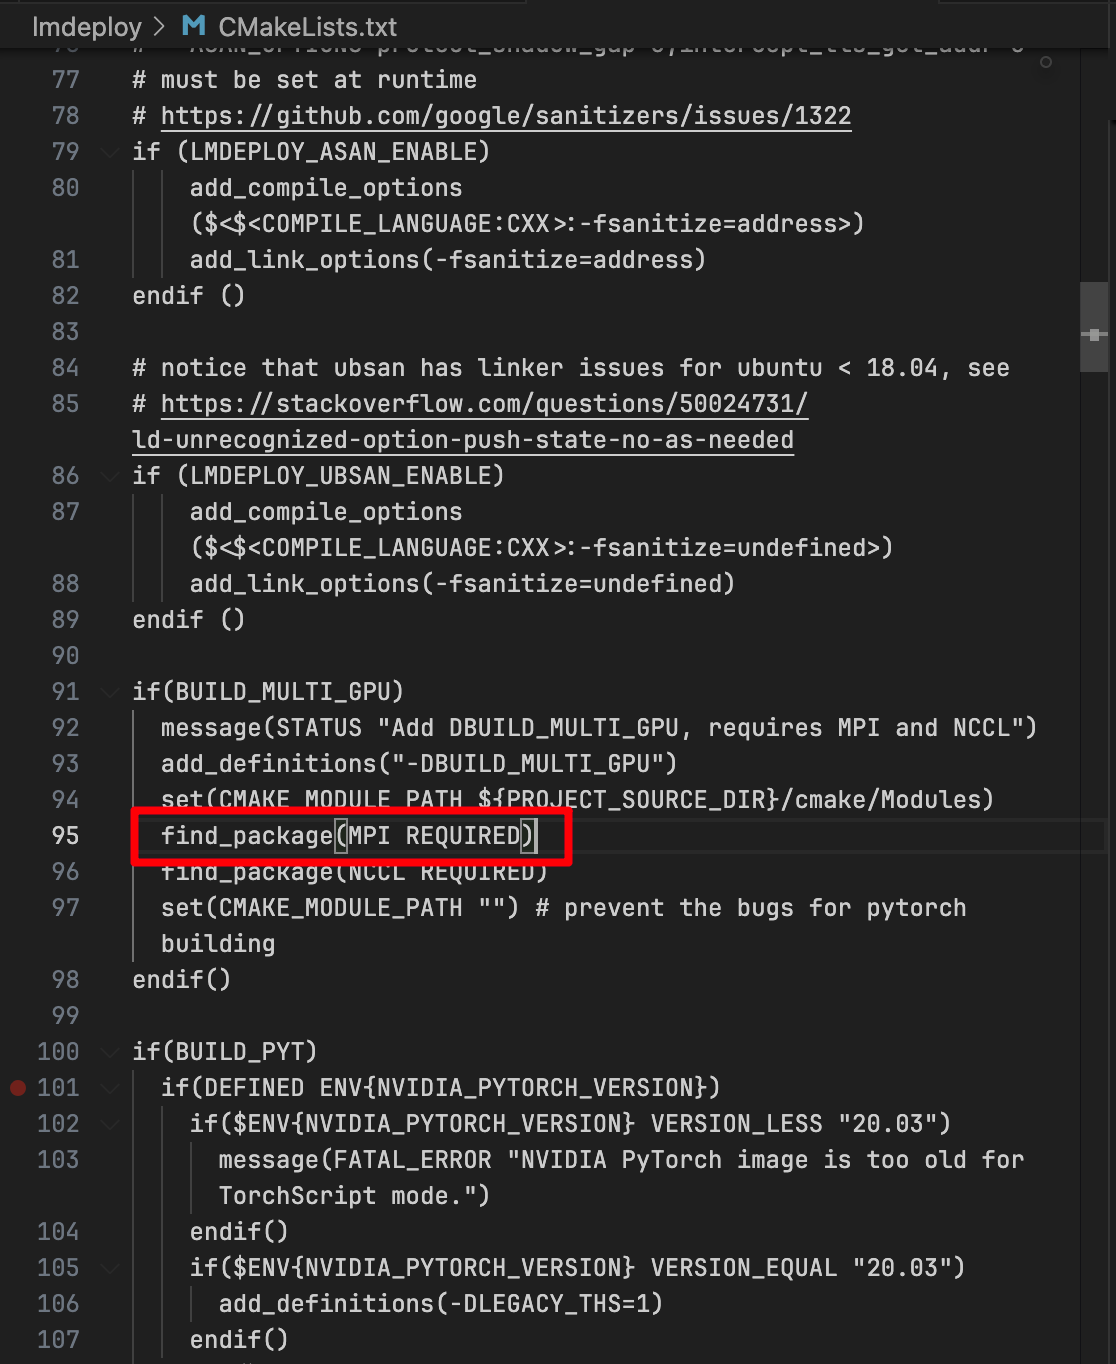 lmdeploy > CMakeLists.txt
77 # must be set at runtime
78 # https://github.com/google/sanitizers/issues/1322
79 if (LMDEPLOY_ASAN_ENABLE)
80 add_compile_options
($<$<COMPILE_LANGUAGE:CXX>:-fsanitize=address>)
81 add_link_options(-fsanitize=address)
82 endif ()
83
84 # notice that ubsan has linker issues for ubuntu < 18.04, see
85 # https://stackoverflow.com/questions/50024731/
ld-unrecognized-option-push-state-no-as-needed
86 if (LMDEPLOY_UBSAN_ENABLE)
87 add_compile_options
($<$<COMPILE_LANGUAGE:CXX>:-fsanitize=undefined>)
88 add_link_options(-fsanitize=undefined)
89 endif ()
90
91 if(BUILD_MULTI_GPU)
92 message(STATUS "Add DBUILD_MULTI_GPU, requires MPI and NCCL")
93 add_definitions("-DBUILD_MULTI_GPU")
94 set(CMAKE_MODULE_PATH ${PROJECT_SOURCE_DIR}/cmake/Modules)
95 find_package(MPI REQUIRED)
96 find_package(NCCL REQUIRED)
97 set(CMAKE_MODULE_PATH "") # prevent the bugs for pytorch
building
98 endif()
99
100 if(BUILD_PYT)
101 if(DEFINED ENV{NVIDIA_PYTORCH_VERSION})
102 if($ENV{NVIDIA_PYTORCH_VERSION} VERSION_LESS "20.03")
103 message(FATAL_ERROR "NVIDIA PyTorch image is too old for
TorchScript mode.")
104 endif()
105 if($ENV{NVIDIA_PYTORCH_VERSION} VERSION_EQUAL "20.03")
106 add_definitions(-DLEGACY_THS=1)
107 endif()